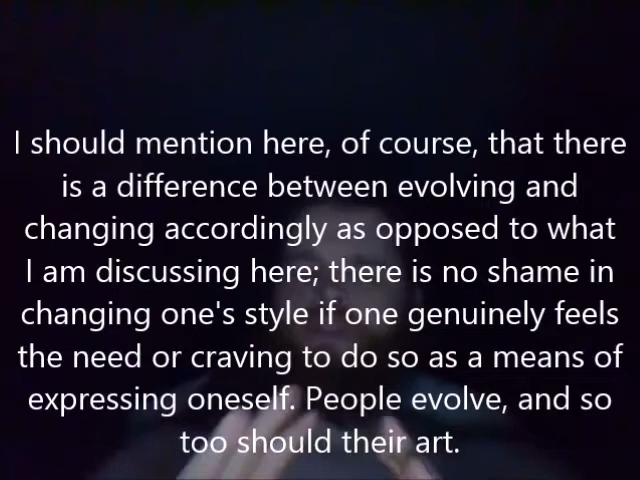 I should mention here, of course, that there
is a difference between evolving and
changing accordingly as opposed to what
I am discussing here; there is no shame in
changing one's style if one genuinely feels
the need or craving to do so as a means of
expressing oneself. People evolve, and so
too should their art.